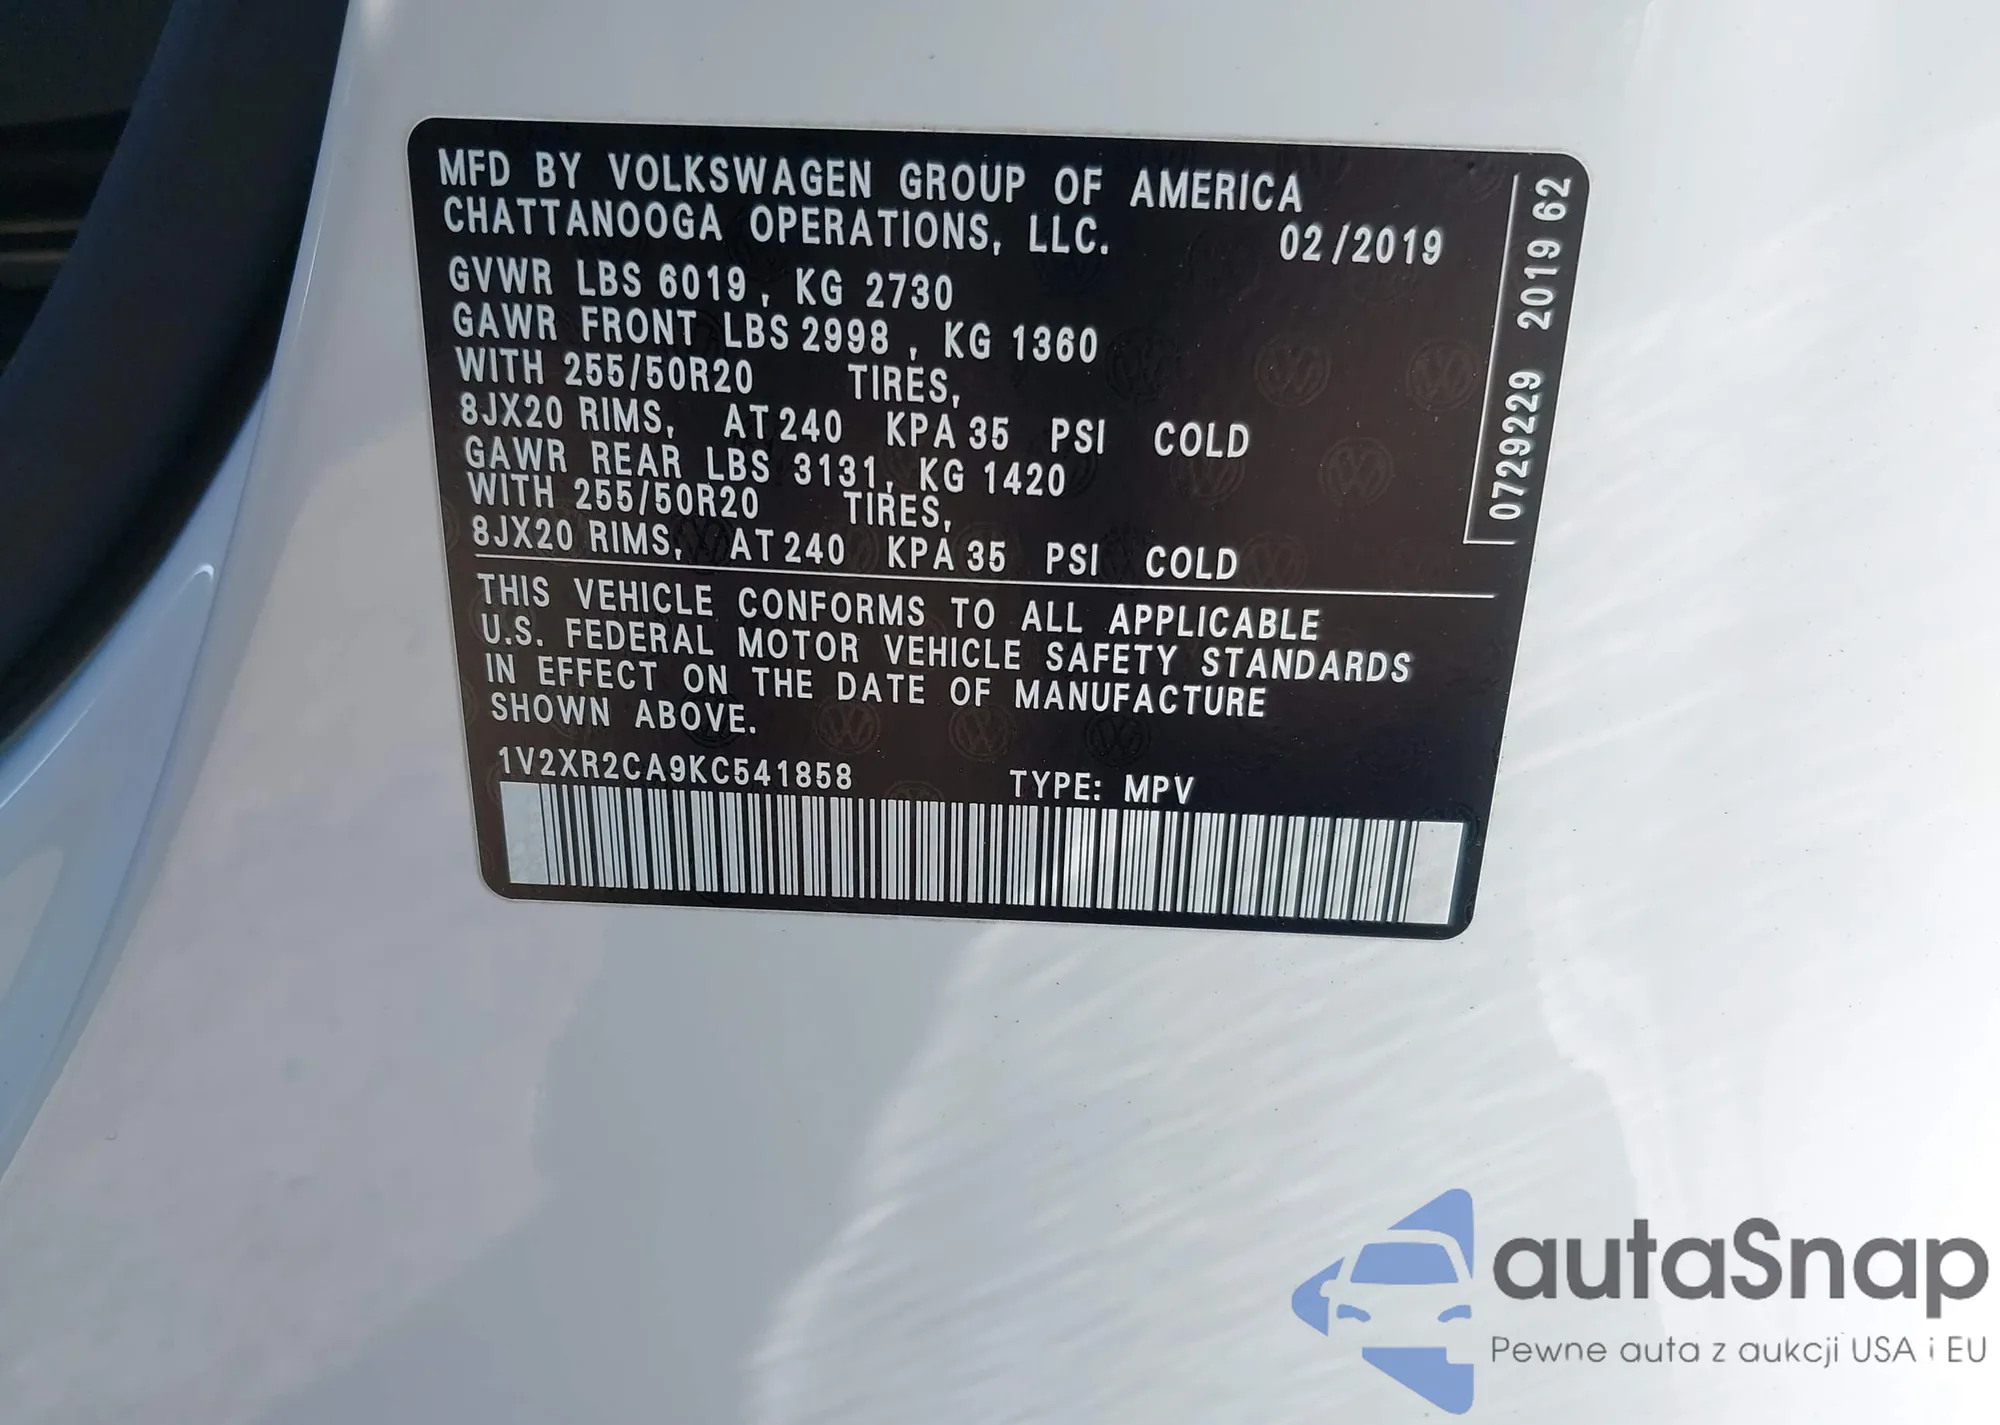 MFD BY VOLKSWAGEN GROUP OF AMERICA
CHATTANOOGA OPERATIONS, LLC. 02/2019
GVWR LBS 6019, KG 2730
GAWR FRONT LBS 2998, KG 1360
WITH 255/50R20 TIRES,
8JX20 RIMS, AT 240 KPA 35 PSI COLD
GAWR REAR LBS 3131, KG 1420
WITH 255/50R20 TIRES,
8JX20 RIMS, AT 240 KPA 35 PSI COLD
THIS VEHICLE CONFORMS TO ALL APPLICABLE
U.S. FEDERAL MOTOR VEHICLE SAFETY STANDARDS
IN EFFECT ON THE DATE OF MANUFACTURE
SHOWN ABOVE.
1V2XR2CA9KC541858 TYPE: MPV
0729229 2019 62
autaSnap
Pewne auta z aukcji USA i EU